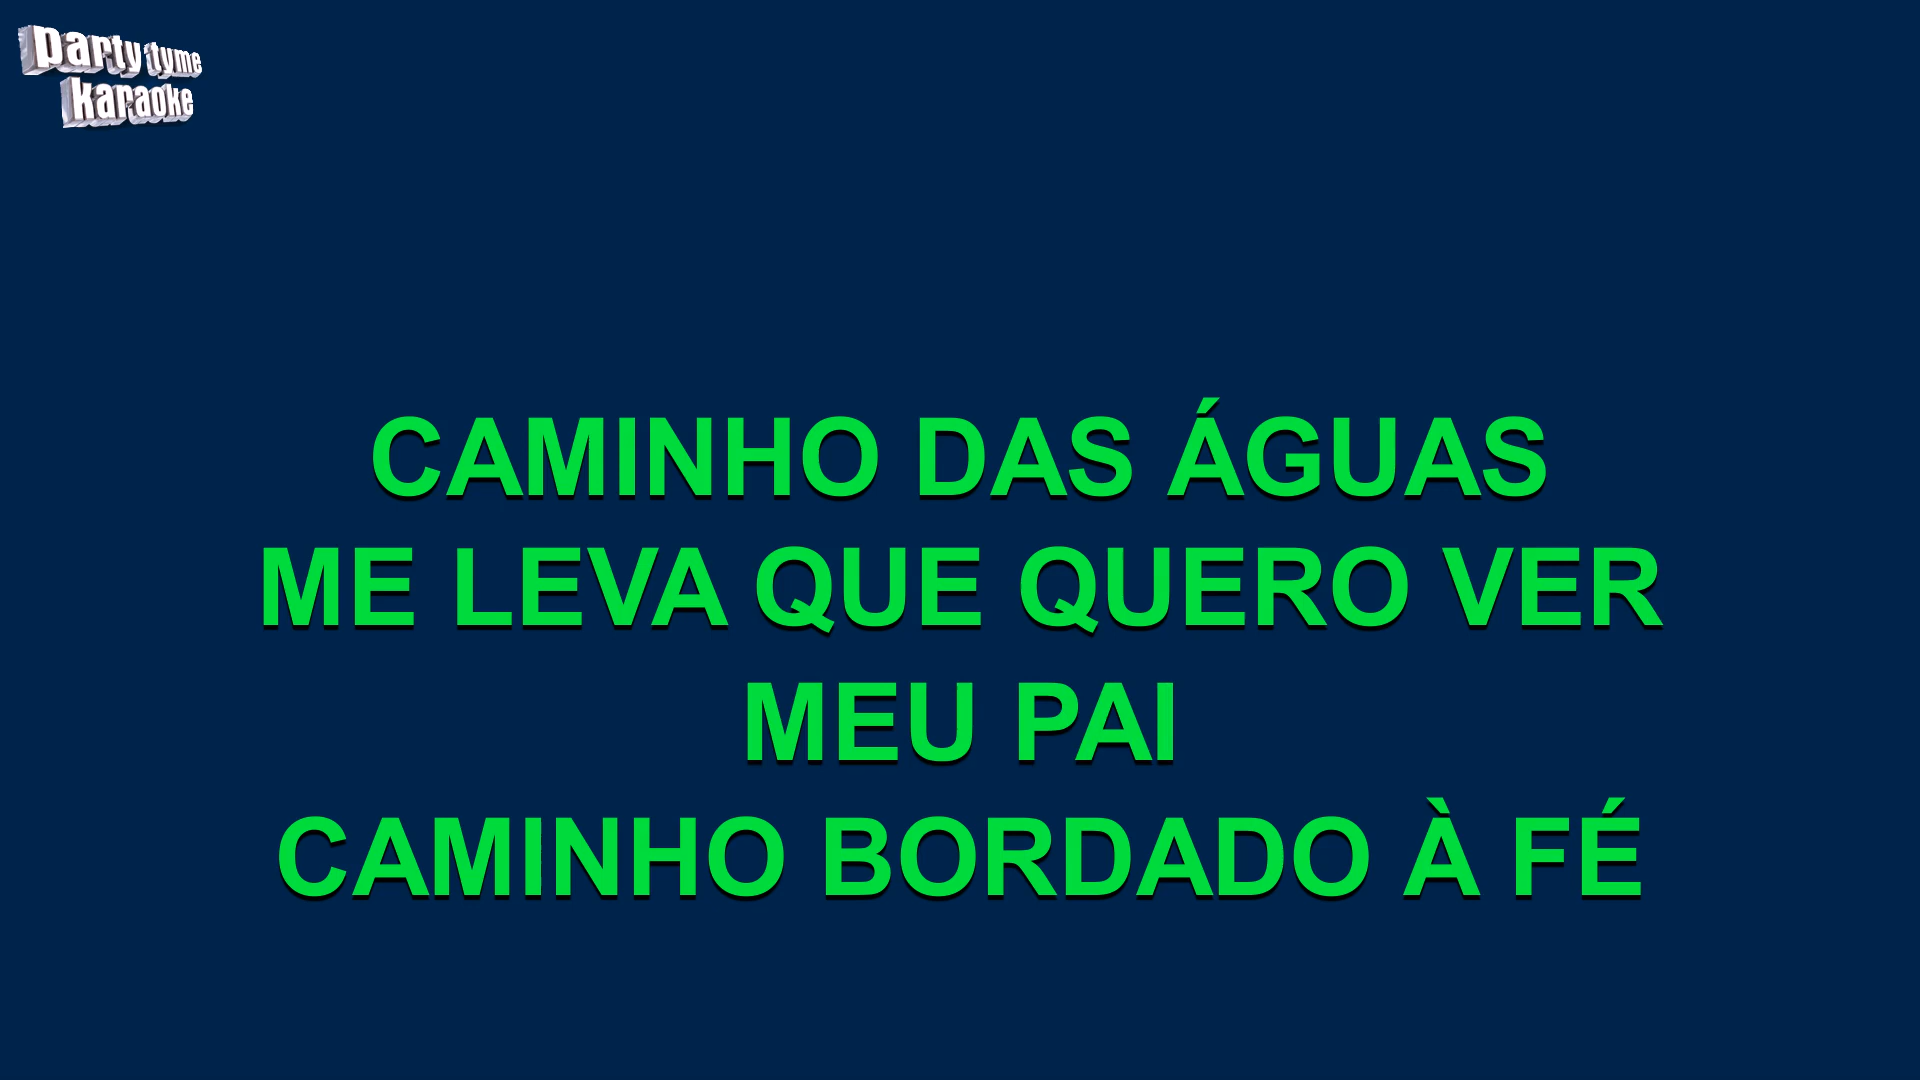 party tyme
karaoke
CAMINHO DAS ÁGUAS
ME LEVA QUE QUERO VER
MEU PAI
CAMINHO BORDADO À FÉ